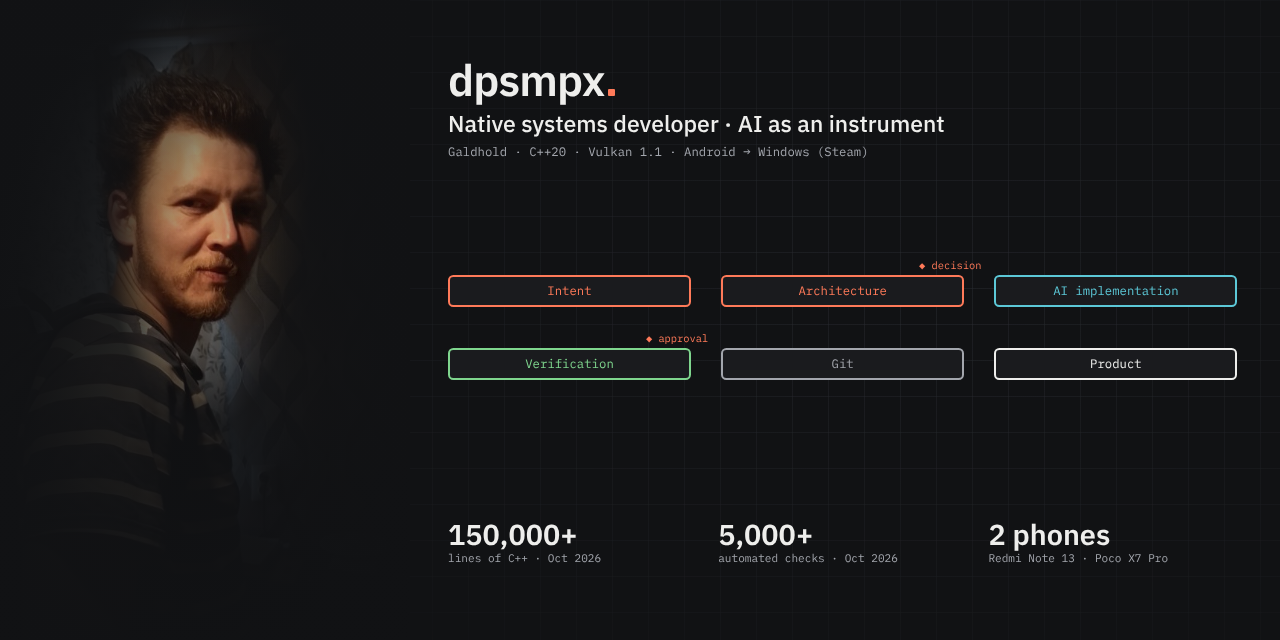 dpsmpx.
Native systems developer · AI as an instrument
Galdhold · C++20 · Vulkan 1.1 · Android → Windows (Steam)
◆ decision
Intent
Architecture
AI implementation
◆ approval
Verification
Git
Product
150,000+
lines of C++ · Oct 2026
5,000+
automated checks · Oct 2026
2 phones
Redmi Note 13 · Poco X7 Pro